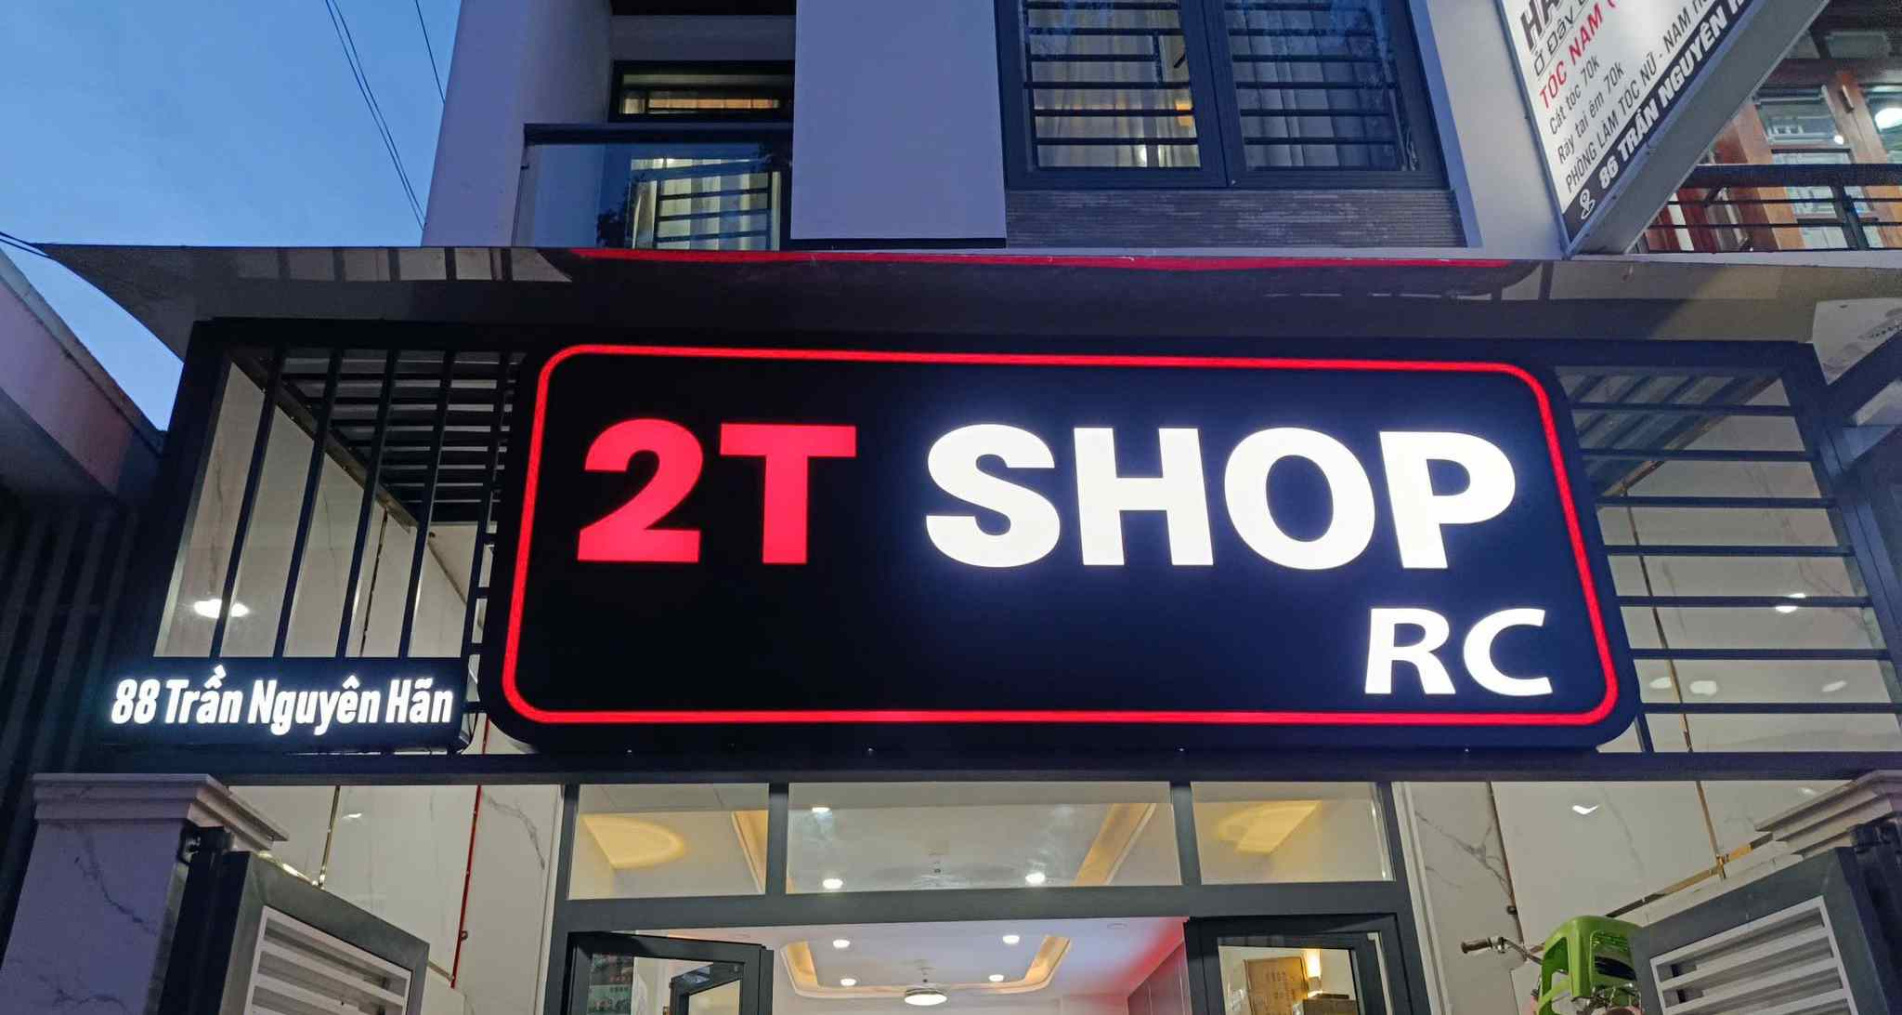 2T SHOP
RC
88 Trần Nguyên Hãn
TÓC NAM
Cắt tóc 70k
Ráy tai êm 70k
PHÒNG LÀM TÓC NỮ - NAM
86 TRẦN NGUYÊN